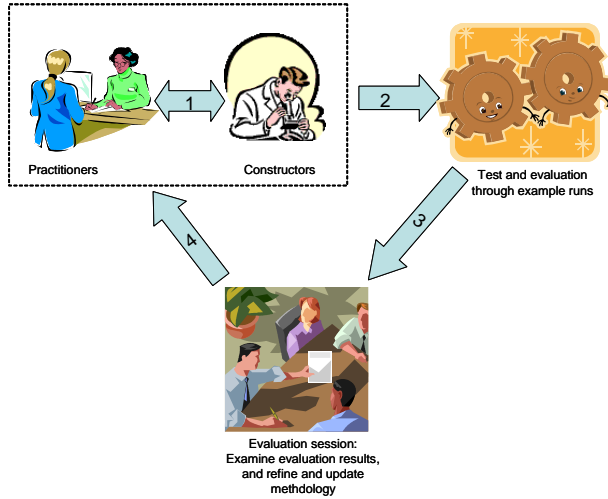 1
2
Practitioners
Constructors
Test and evaluation
through example runs
3
4
Evaluation session:
Examine evaluation results,
and refine and update
methdology